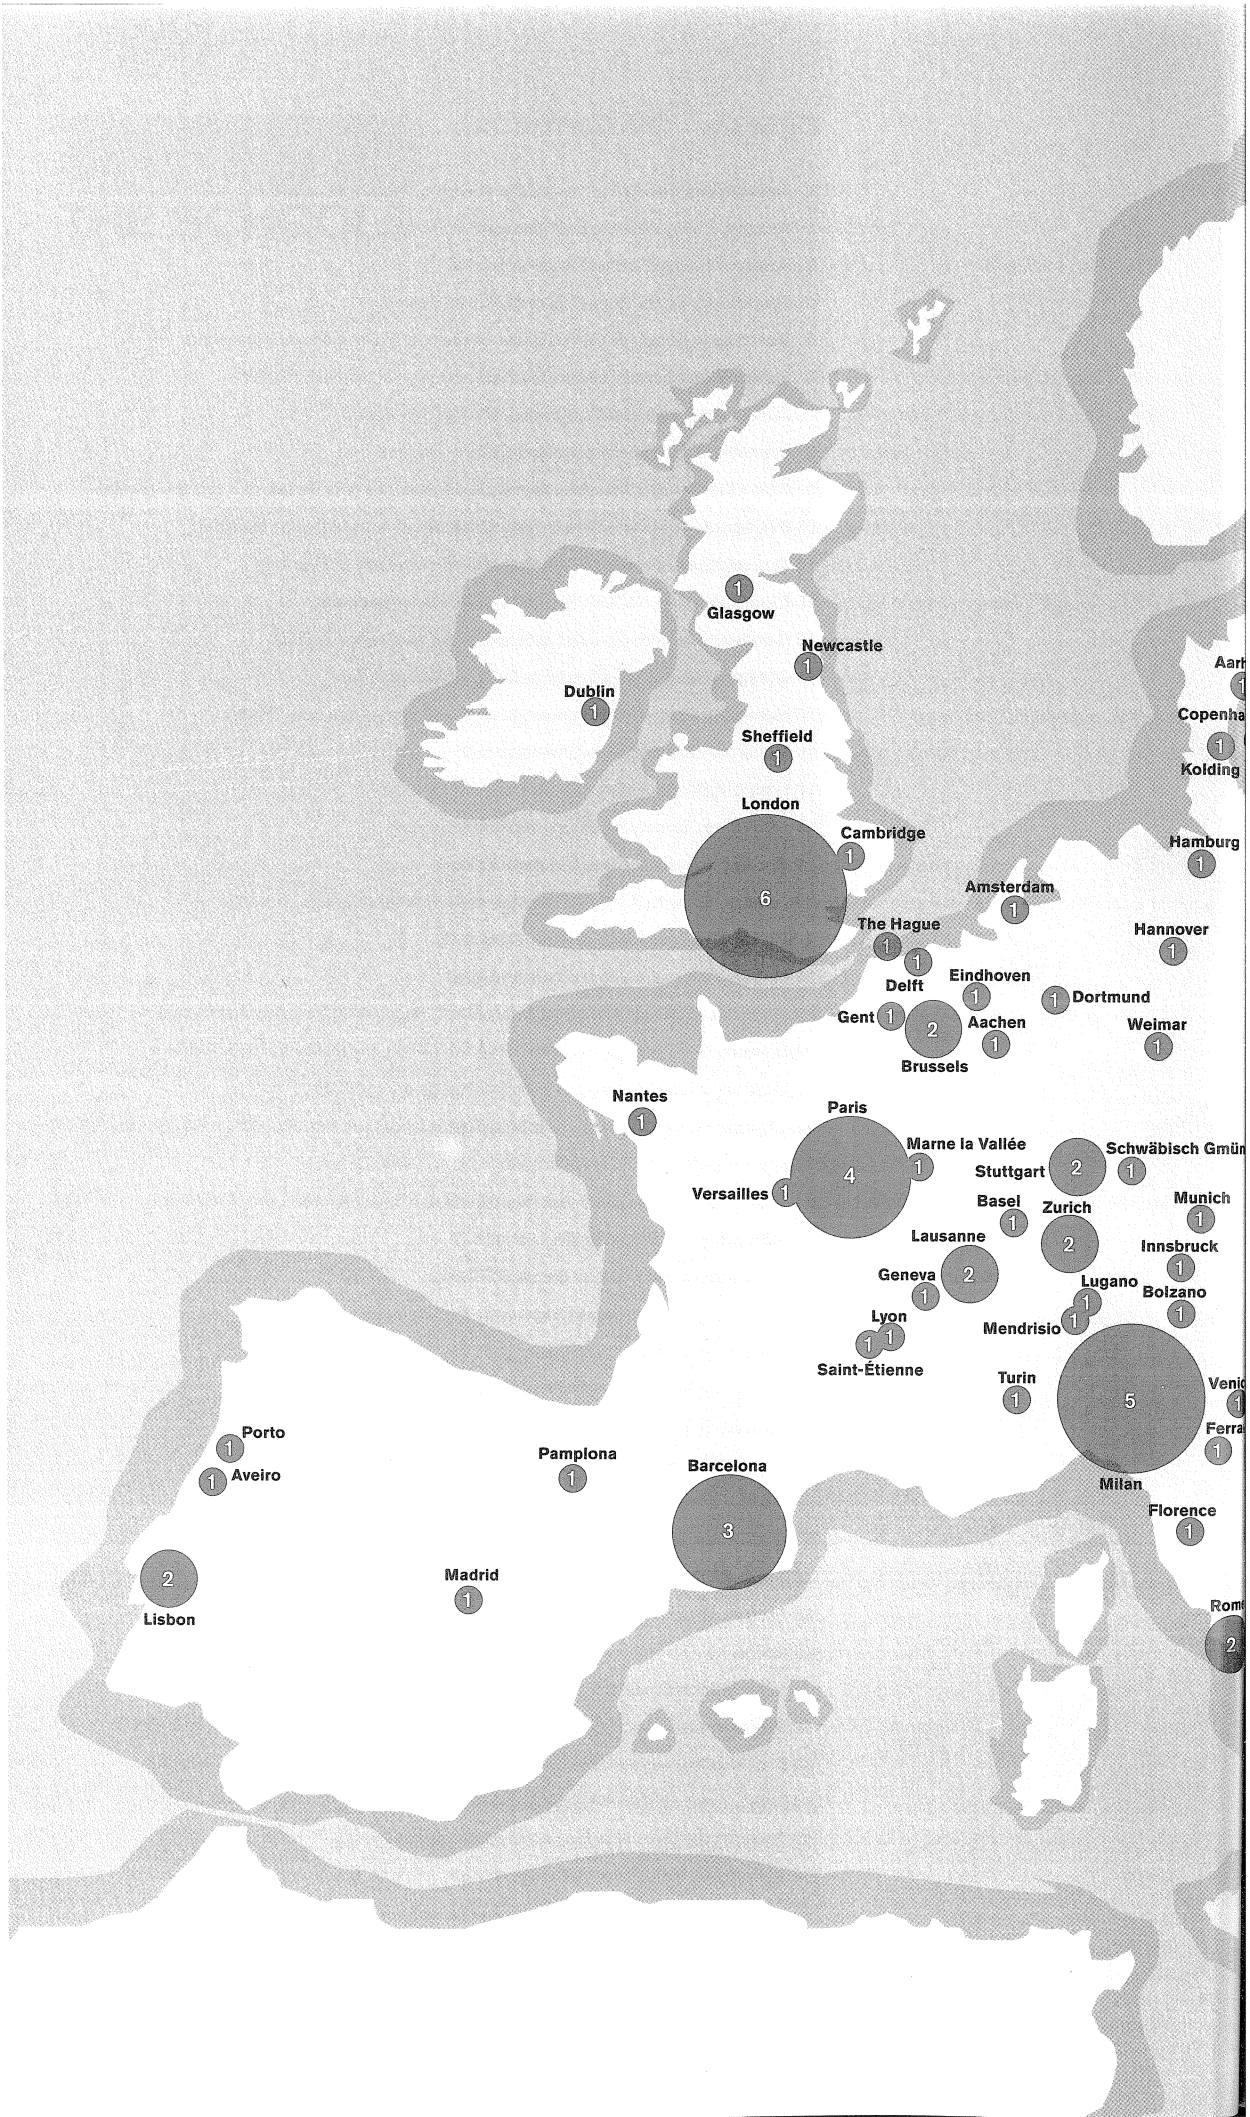 1
Glasgow
Newcastle
1
Dublin
1
Aarh
1
Copenha
1
Kolding
Sheffield
1
London
6
Cambridge
1
Hamburg
1
Amsterdam
1
The Hague
1
1
Delft
Hannover
1
Eindhoven
1
1 Dortmund
Gent 1
2
Brussels
Aachen
1
Weimar
1
Nantes
1
Paris
4
Marne la Vallée
1
Versailles 1
Stuttgart 2
Schwäbisch Gmün
1
Basel
1
Zurich
2
Munich
1
Lausanne
2
Innsbruck
1
Geneva
1
Lugano
1
Bolzano
1
Mendrisio 1
Lyon
1
1
Saint-Étienne
Turin
1
5
Milan
Venic
1
Ferra
1
Porto
1
1 Aveiro
Pamplona
1
Barcelona
3
Florence
1
2
Lisbon
Madrid
1
Rome
2